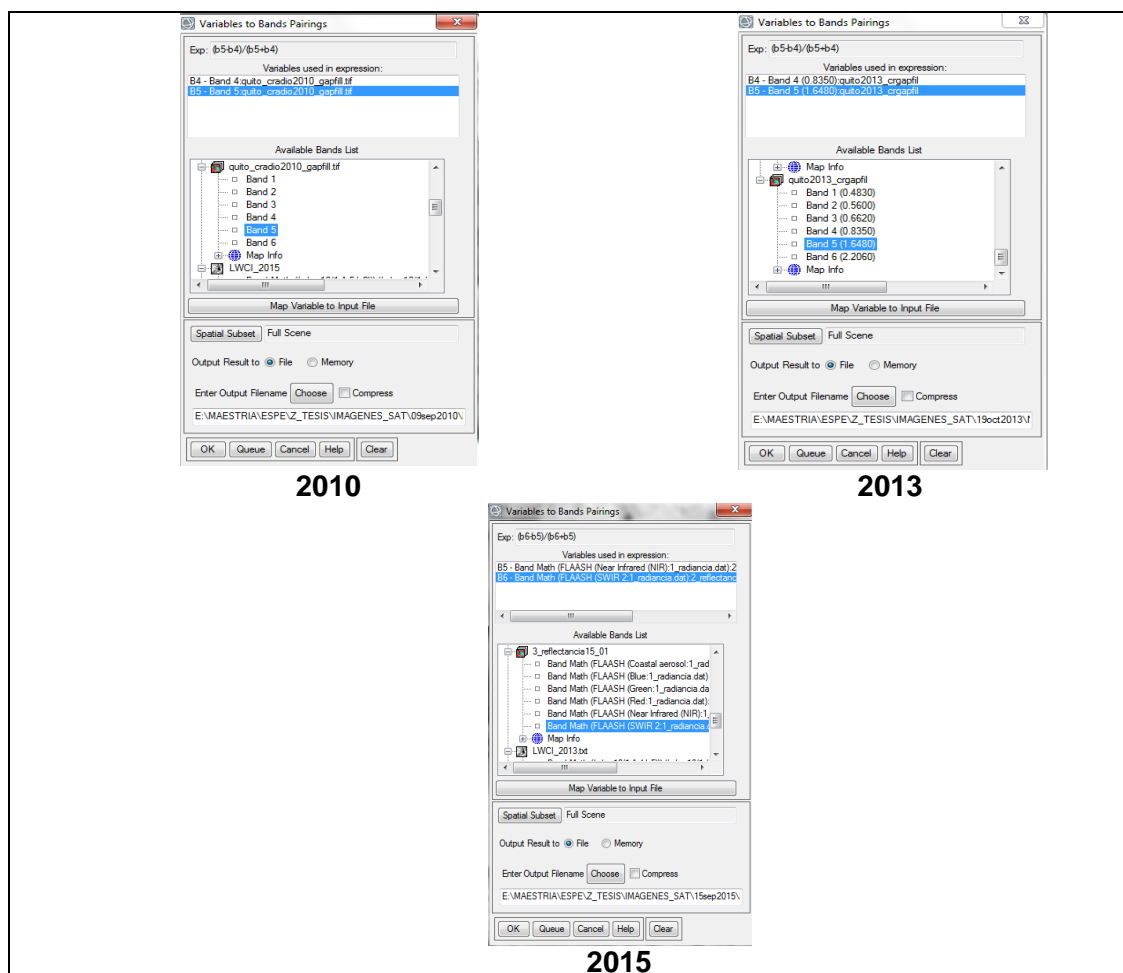 Variables to Bands Pairings
Exp: (b5-b4)/(b5+b4)
Variables used in expression:
B4 - Band 4:quito_cradio2010_gapfill.tif
B5 - Band 5:quito_cradio2010_gapfill.tif
Available Bands List
quito_cradio2010_gapfill.tif
Band 1
Band 2
Band 3
Band 4
Band 5
Band 6
Map Info
LWCI_2015
Map Variable to Input File
Spatial Subset Full Scene
Output Result to File Memory
Enter Output Filename Choose Compress
E:\MAESTRIA\ESPE\Z_TESIS\IMAGENES_SAT\09sep2010\
OK Queue Cancel Help Clear
2010
Variables to Bands Pairings
Exp: (b5-b4)/(b5+b4)
Variables used in expression:
B4 - Band 4 (0.8350):quito2013_crgapfil
B5 - Band 5 (1.6480):quito2013_crgapfil
Available Bands List
Map Info
quito2013_crgapfil
Band 1 (0.4830)
Band 2 (0.5600)
Band 3 (0.6620)
Band 4 (0.8350)
Band 5 (1.6480)
Band 6 (2.2060)
Map Info
Map Variable to Input File
Spatial Subset Full Scene
Output Result to File Memory
Enter Output Filename Choose Compress
E:\MAESTRIA\ESPE\Z_TESIS\IMAGENES_SAT\19oct2013\
OK Queue Cancel Help Clear
2013
Variables to Bands Pairings
Exp: (b6-b5)/(b6+b5)
Variables used in expression:
B5 - Band Math (FLAASH (Near Infrared (NIR):1_radiancia.dat):2
B6 - Band Math (FLAASH (SWIR 2:1_radiancia.dat):2_reflectanc
Available Bands List
3_reflectancia15_01
Band Math (FLAASH (Coastal aerosol:1_rad
Band Math (FLAASH (Blue:1_radiancia.dat)
Band Math (FLAASH (Green:1_radiancia.da
Band Math (FLAASH (Red:1_radiancia.dat):
Band Math (FLAASH (Near Infrared (NIR):1_
Band Math (FLAASH (SWIR 2:1_radiancia.
Map Info
LWCI_2013.txt
Map Variable to Input File
Spatial Subset Full Scene
Output Result to File Memory
Enter Output Filename Choose Compress
E:\MAESTRIA\ESPE\Z_TESIS\IMAGENES_SAT\15sep2015\
OK Queue Cancel Help Clear
2015